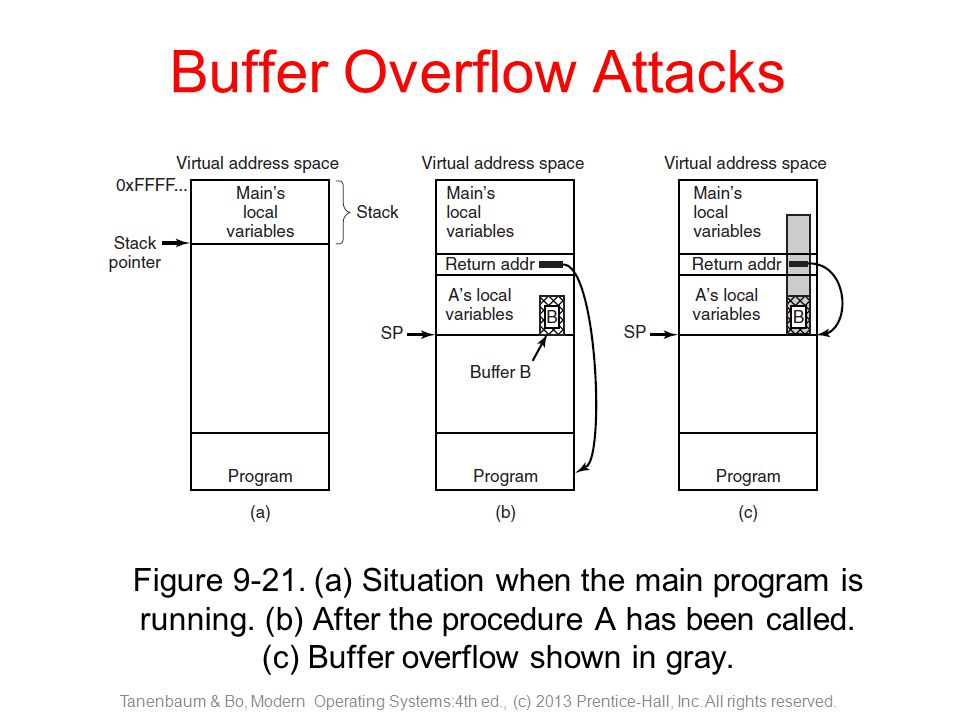 Buffer Overflow Attacks
Virtual address space
0xFFFF...
Main's
local
variables
Stack
Stack
pointer
Program
(a)
Virtual address space
Main's
local
variables
Return addr
A's local
variables
B
SP
Buffer B
Program
(b)
Virtual address space
Main's
local
variables
Return addr
A's local
variables
B
SP
Program
(c)
Figure 9-21. (a) Situation when the main program is
running. (b) After the procedure A has been called.
(c) Buffer overflow shown in gray.
Tanenbaum & Bo, Modern Operating Systems:4th ed., (c) 2013 Prentice-Hall, Inc. All rights reserved.